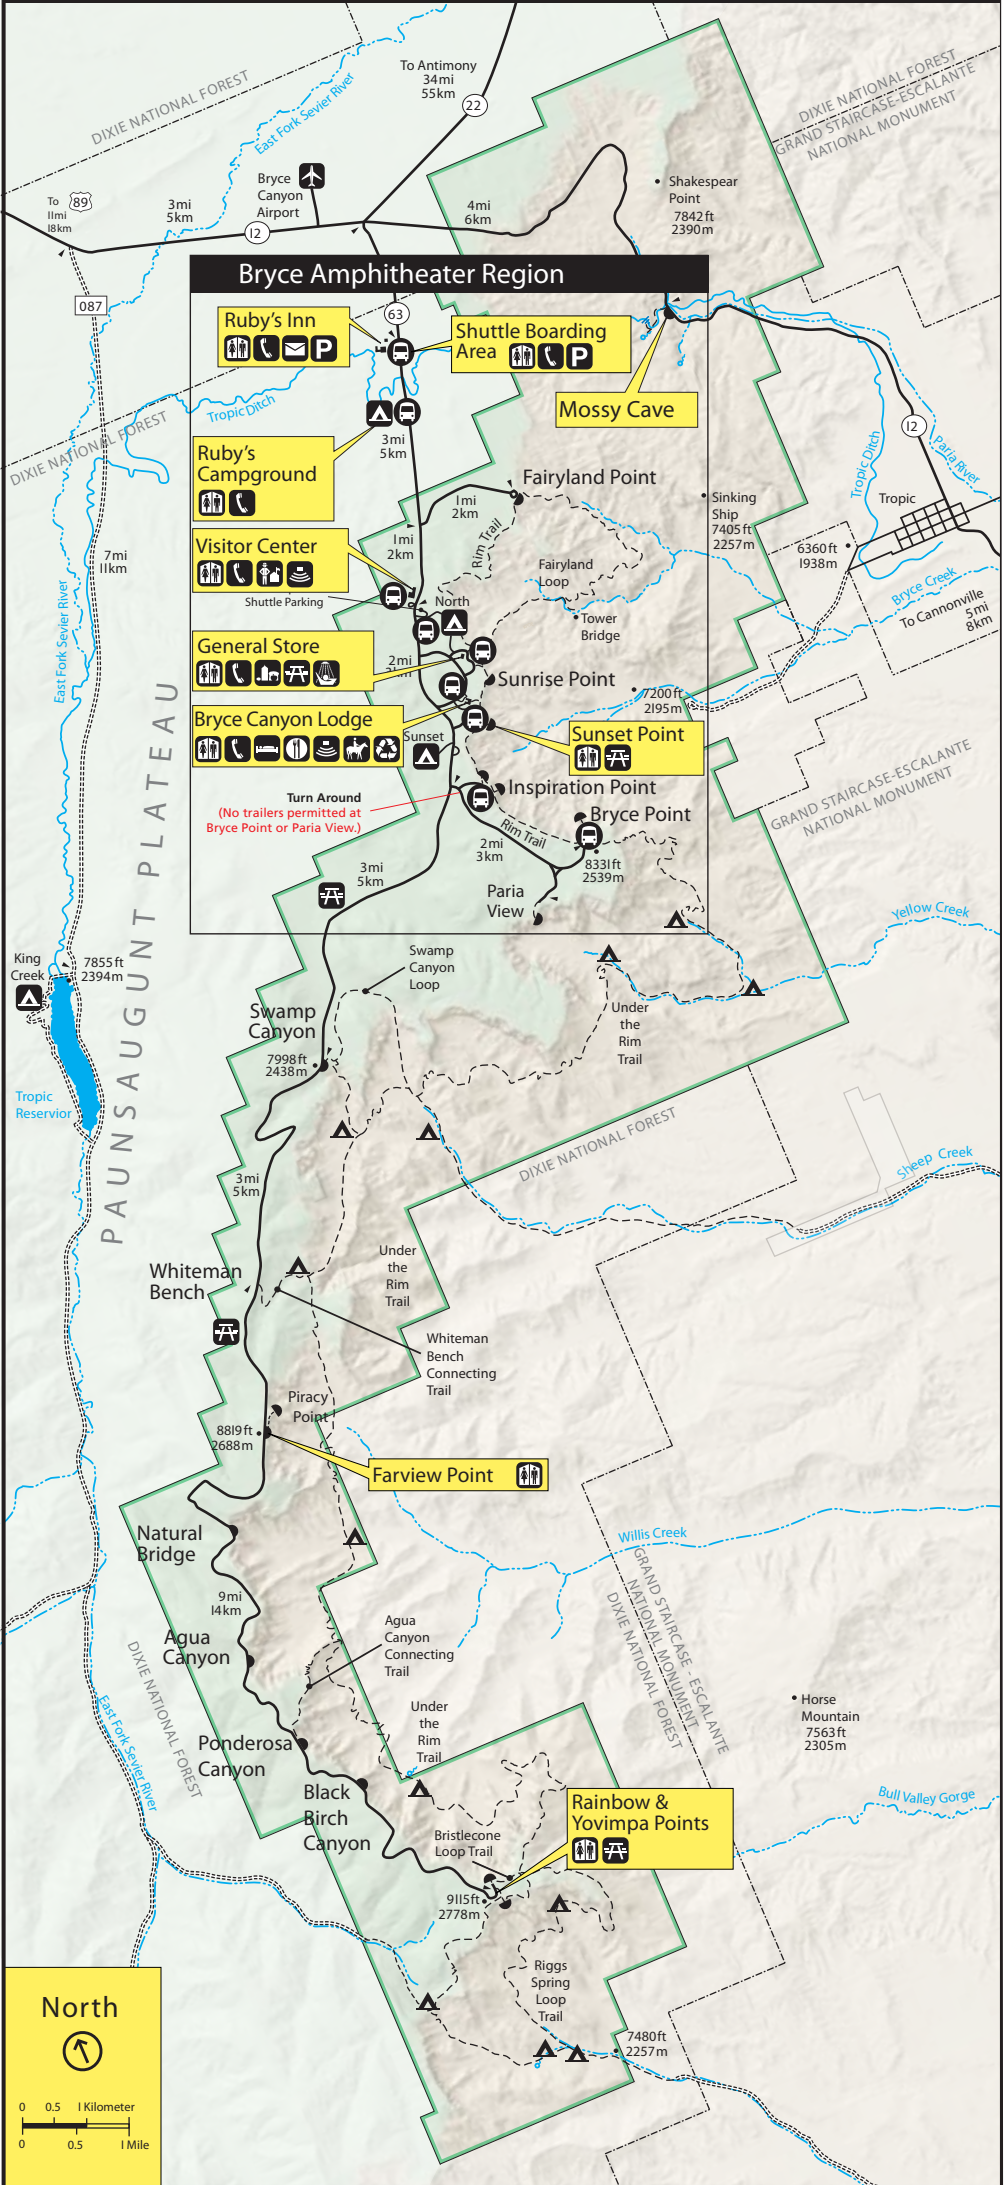 To Antimony
34mi
55km
22
DIXIE NATIONAL FOREST
East Fork Sevier River
DIXIE NATIONAL FOREST
GRAND STAIRCASE-ESCALANTE
NATIONAL MONUMENT
Bryce
Canyon
Airport
To 89
11mi
18km
3mi
5km
12
4mi
6km
Shakespear
Point
7842ft
2390m
Bryce Amphitheater Region
087
63
Ruby's Inn
P
Shuttle Boarding
Area
P
Mossy Cave
Tropic Ditch
DIXIE NATIONAL FOREST
3mi
5km
Ruby's
Campground
12
Paria River
Tropic Ditch
Tropic
Fairyland Point
1mi
2km
Rim Trail
Sinking
Ship
7405ft
2257m
1mi
2km
Visitor Center
Shuttle Parking
Fairyland
Loop
6360ft
1938m
Bryce Creek
To Cannonville
5mi
8km
7mi
11km
East Fork Sevier River
North
Tower
Bridge
General Store
2mi
3km
Sunrise Point
7200ft
2195m
Bryce Canyon Lodge
Sunset
Sunset Point
GRAND STAIRCASE-ESCALANTE
NATIONAL MONUMENT
Inspiration Point
Turn Around
(No trailers permitted at
Bryce Point or Paria View.)
Bryce Point
Rim Trail
2mi
3km
8331ft
2539m
3mi
5km
Paria
View
PAUNSAUGUNT PLATEAU
Yellow Creek
King
Creek
7855ft
2394m
Swamp
Canyon
Loop
Swamp
Canyon
7998ft
2438m
Under
the
Rim
Trail
Tropic
Reservior
DIXIE NATIONAL FOREST
Sheep Creek
3mi
5km
Whiteman
Bench
Under
the
Rim
Trail
Whiteman
Bench
Connecting
Trail
Piracy
Point
8819ft
2688m
Farview Point
Natural
Bridge
Willis Creek
9mi
14km
GRAND STAIRCASE - ESCALANTE
NATIONAL MONUMENT
DIXIE NATIONAL FOREST
Agua
Canyon
Agua
Canyon
Connecting
Trail
DIXIE NATIONAL FOREST
East Fork Sevier River
Under
the
Rim
Trail
Horse
Mountain
7563ft
2305m
Ponderosa
Canyon
Black
Birch
Canyon
Rainbow &
Yovimpa Points
Bull Valley Gorge
Bristlecone
Loop Trail
9115ft
2778m
Riggs
Spring
Loop
Trail
7480ft
2257m
North
0 0.5 1 Kilometer
0 0.5 1 Mile